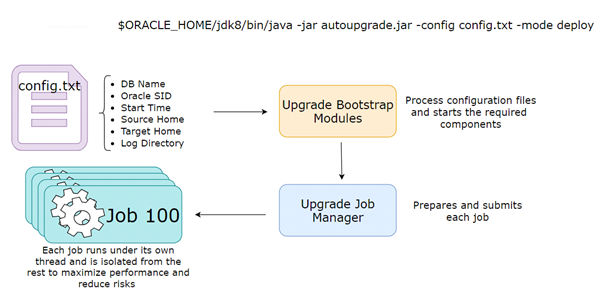 $ORACLE_HOME/jdk8/bin/java -jar autoupgrade.jar -config config.txt -mode deploy
config.txt
• DB Name
• Oracle SID
• Start Time
• Source Home
• Target Home
• Log Directory
Upgrade Bootstrap
Modules
Process configuration files
and starts the required
components
Upgrade Job
Manager
Prepares and submits
each job
Job 100
Each job runs under its own
thread and is isolated from the
rest to maximize performance and
reduce risks